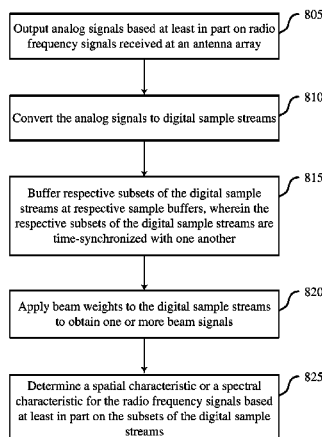 805
Output analog signals based at least in part on radio
frequency signals received at an antenna array
810
Convert the analog signals to digital sample streams
815
Buffer respective subsets of the digital sample
streams at respective sample buffers, wherein the
respective subsets of the digital sample streams are
time-synchronized with one another
820
Apply beam weights to the digital sample streams
to obtain one or more beam signals
825
Determine a spatial characteristic or a spectral
characteristic for the radio frequency signals based
at least in part on the subsets of the digital sample
streams